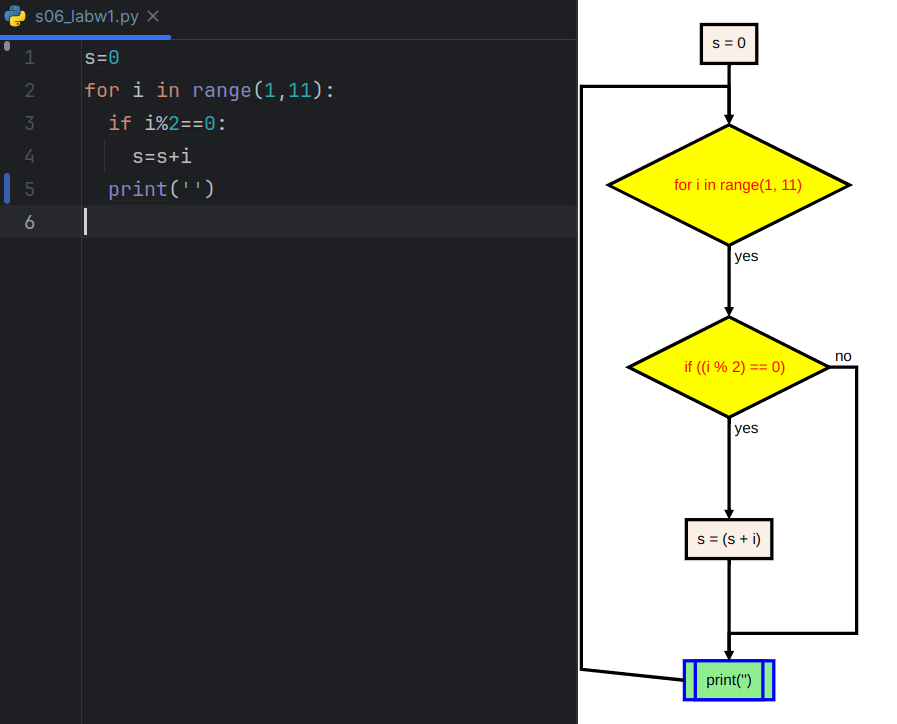 s06_labw1.py
1 s=0
2 for i in range(1,11):
3   if i%2==0:
4     s=s+i
5   print('')
6
s = 0
for i in range(1, 11)
yes
if ((i % 2) == 0)
no
yes
s = (s + i)
print('')